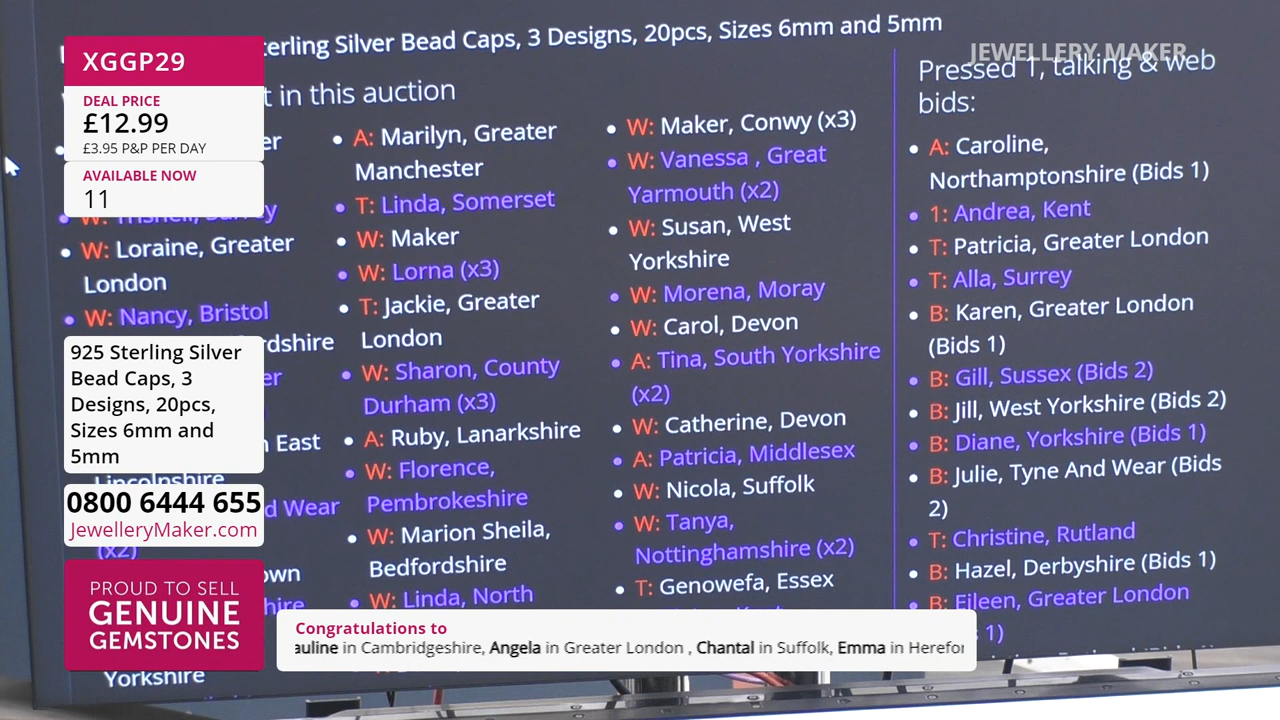 XGGP29
DEAL PRICE
£12.99
£3.95 P&P PER DAY
AVAILABLE NOW
11
925 Sterling Silver
Bead Caps, 3
Designs, 20pcs,
Sizes 6mm and
5mm
0800 6444 655
JewelleryMaker.com
PROUD TO SELL
GENUINE
GEMSTONES
JEWELLERY MAKER
Sterling Silver Bead Caps, 3 Designs, 20pcs, Sizes 6mm and 5mm
in this auction
W: Loraine, Greater
London
W: Nancy, Bristol
East
Lincolnshire
Wear
(x2)
Yorkshire
A: Marilyn, Greater
Manchester
T: Linda, Somerset
W: Maker
W: Lorna (x3)
T: Jackie, Greater
London
W: Sharon, County
Durham (x3)
A: Ruby, Lanarkshire
W: Florence,
Pembrokeshire
W: Marion Sheila,
Bedfordshire
W: Linda, North
W: Maker, Conwy (x3)
W: Vanessa , Great
Yarmouth (x2)
W: Susan, West
Yorkshire
W: Morena, Moray
W: Carol, Devon
A: Tina, South Yorkshire
(x2)
W: Catherine, Devon
A: Patricia, Middlesex
W: Nicola, Suffolk
W: Tanya,
Nottinghamshire (x2)
T: Genowefa, Essex
Pressed 1, talking & web
bids:
A: Caroline,
Northamptonshire (Bids 1)
1: Andrea, Kent
T: Patricia, Greater London
T: Alla, Surrey
B: Karen, Greater London
(Bids 1)
B: Gill, Sussex (Bids 2)
B: Jill, West Yorkshire (Bids 2)
B: Diane, Yorkshire (Bids 1)
B: Julie, Tyne And Wear (Bids
2)
T: Christine, Rutland
B: Hazel, Derbyshire (Bids 1)
B: Eileen, Greater London
1)
Congratulations to
auline in Cambridgeshire, Angela in Greater London , Chantal in Suffolk, Emma in Herefor